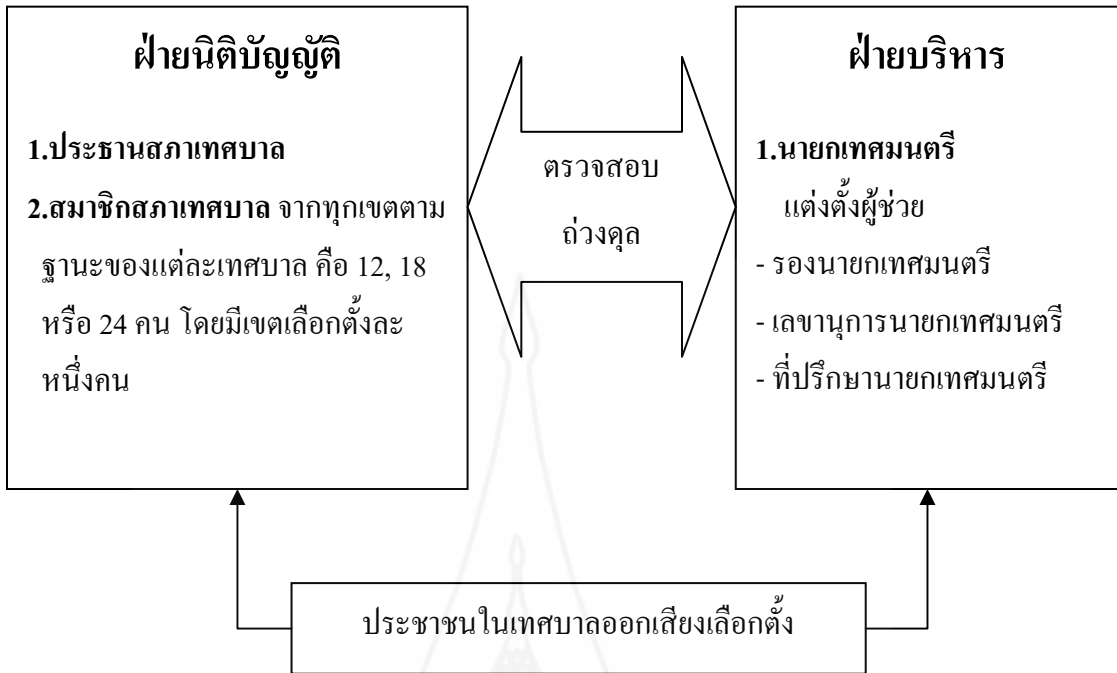 ฝ่ายนิติบัญญัติ
1.ประธานสภาเทศบาล
2.สมาชิกสภาเทศบาล จากทุกเขตตาม
ฐานะของแต่ละเทศบาล คือ 12, 18
หรือ 24 คน โดยมีเขตเลือกตั้งละ
หนึ่งคน
ตรวจสอบ
ถ่วงดุล
ฝ่ายบริหาร
1.นายกเทศมนตรี
แต่งตั้งผู้ช่วย
- รองนายกเทศมนตรี
- เลขานุการนายกเทศมนตรี
- ที่ปรึกษานายกเทศมนตรี
ประชาชนในเทศบาลออกเสียงเลือกตั้ง